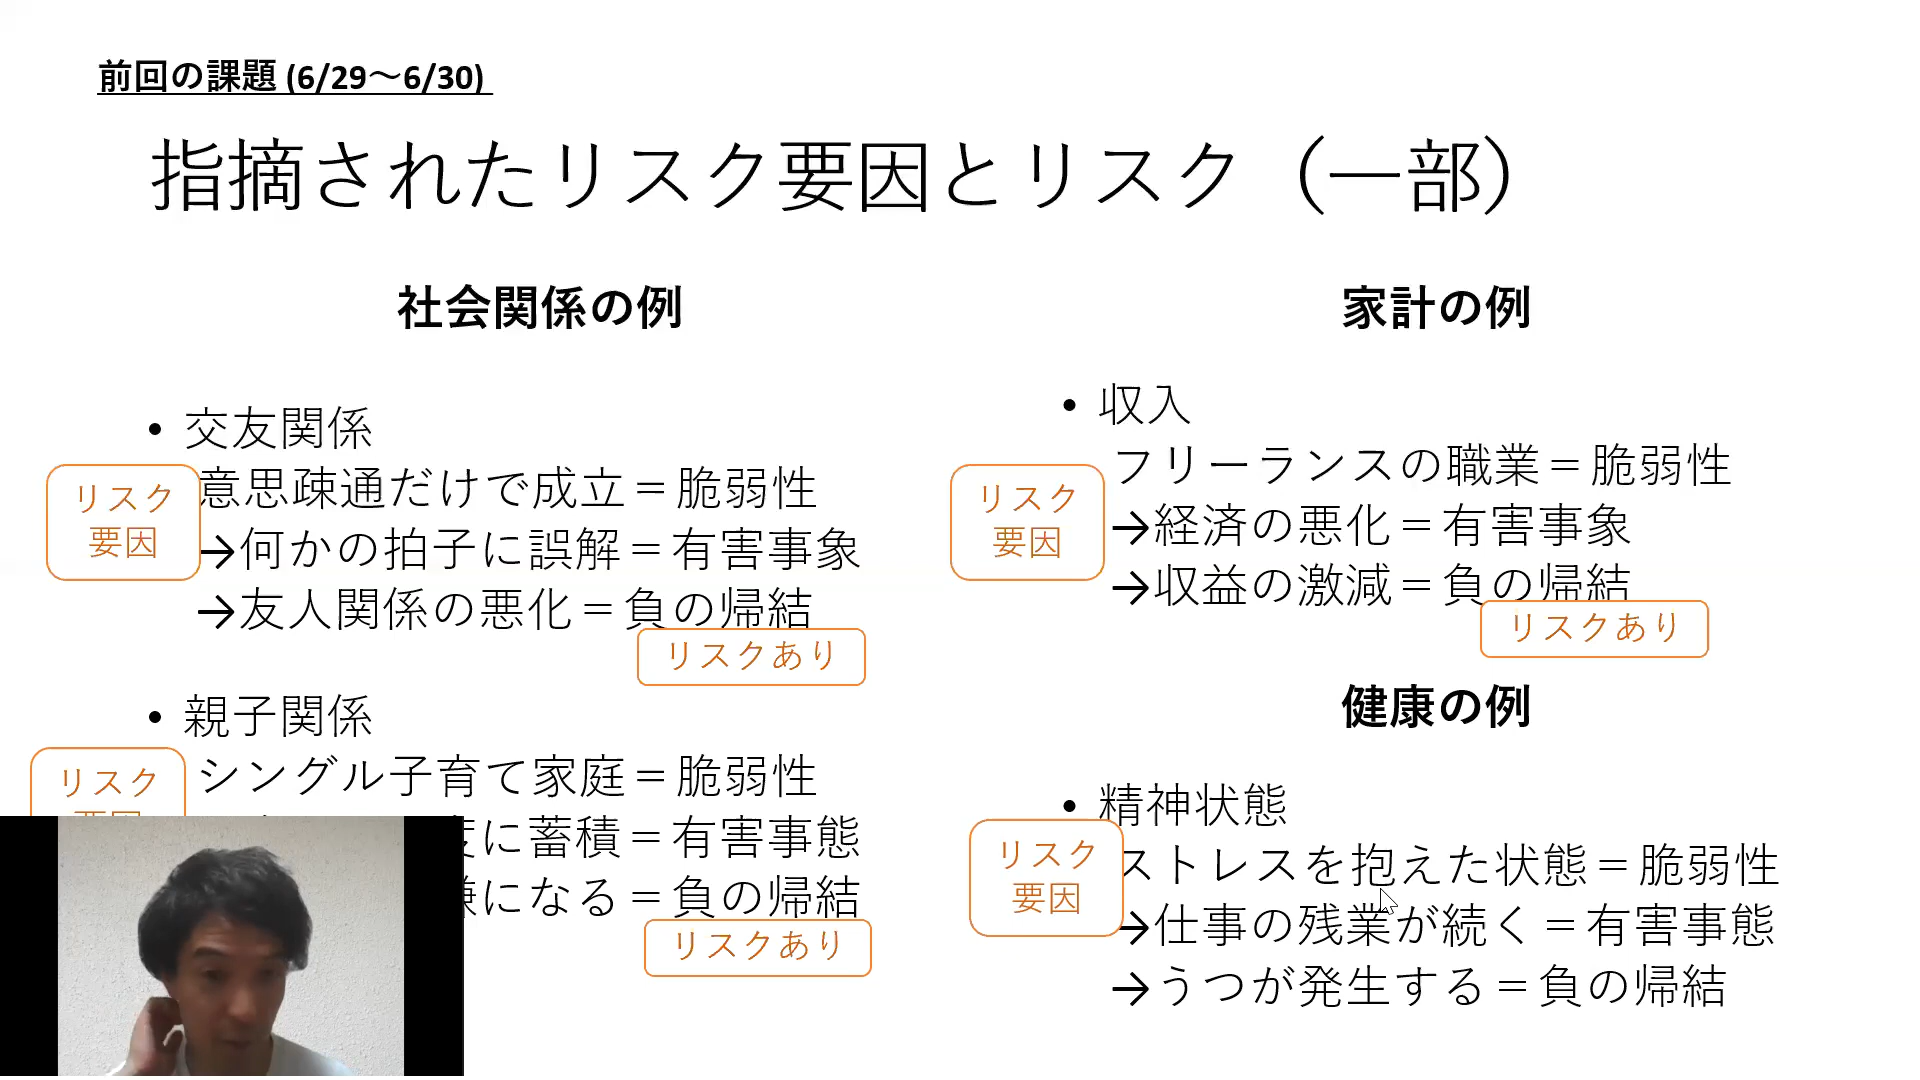 前回の課題 (6/29～6/30)
指摘されたリスク要因とリスク（一部）
社会関係の例
• 交友関係
意思疎通だけで成立＝脆弱性
→何かの拍子に誤解＝有害事象
→友人関係の悪化＝負の帰結
リスク
要因
リスクあり
• 親子関係
シングル子育て家庭＝脆弱性
に蓄積＝有害事態
になる＝負の帰結
リスク
リスクあり
家計の例
• 収入
フリーランスの職業＝脆弱性
→経済の悪化＝有害事象
→収益の激減＝負の帰結
リスク
要因
リスクあり
健康の例
• 精神状態
ストレスを抱えた状態＝脆弱性
→仕事の残業が続く＝有害事態
→うつが発生する＝負の帰結
リスク
要因